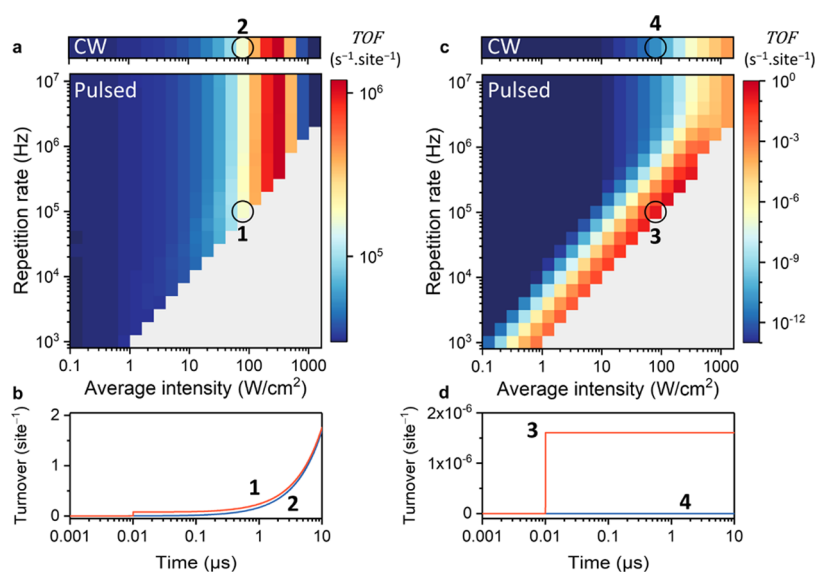 2
4
a
CW
TOF
(s⁻¹.site⁻¹)
c
CW
TOF
(s⁻¹.site⁻¹)
Pulsed
Pulsed
10⁷
10⁶
10⁵
10⁴
10³
Repetition rate (Hz)
1
10⁶
10⁵
0.1
1
10
100
1000
Average intensity (W/cm²)
10⁷
10⁶
10⁵
10⁴
10³
Repetition rate (Hz)
3
10⁰
10⁻³
10⁻⁶
10⁻⁹
10⁻¹²
0.1
1
10
100
1000
Average intensity (W/cm²)
b
Turnover (site⁻¹)
2
1
0
1
2
0.001
0.01
0.1
1
10
Time (µs)
d
Turnover (site⁻¹)
2x10⁻⁶
1x10⁻⁶
0
3
4
0.001
0.01
0.1
1
10
Time (µs)